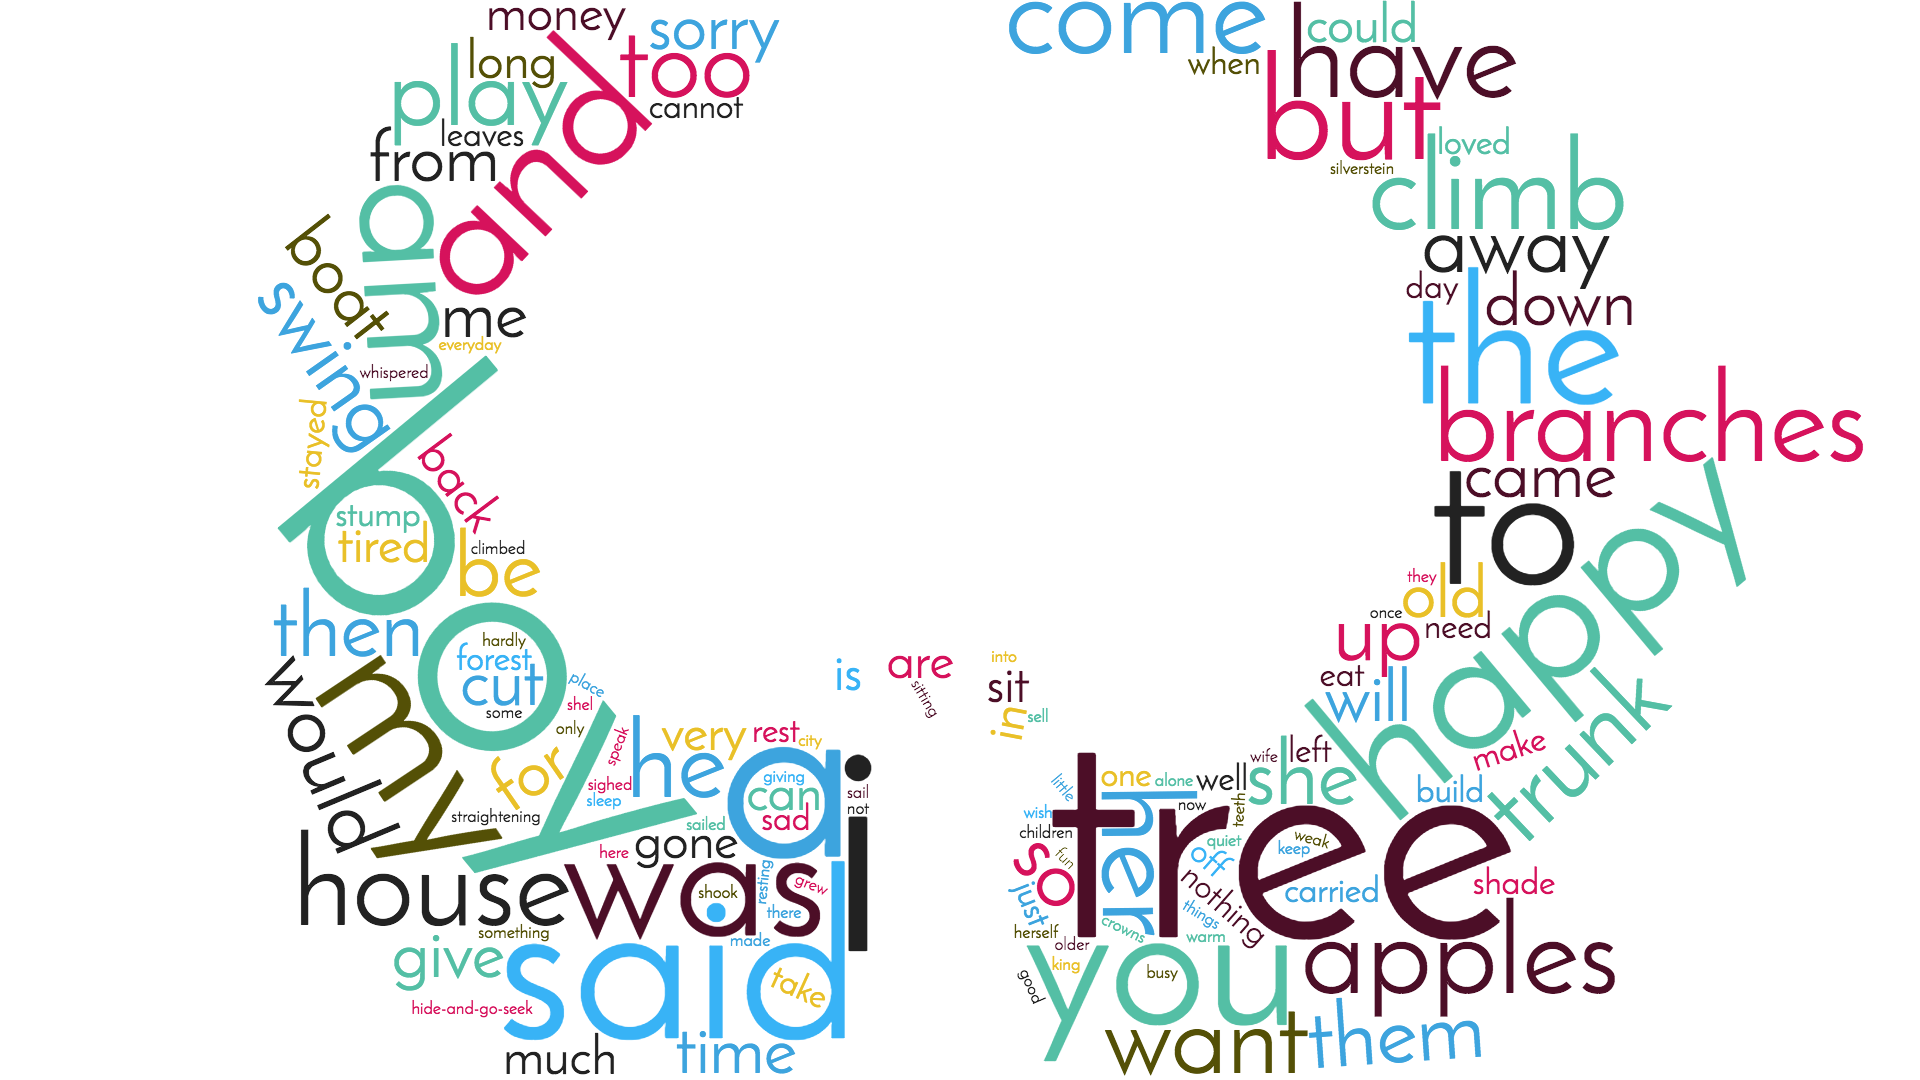 money
sorry
come
could
when
have
long
too
play
and
cannot
but
leaves
loved
from
silverstein
climb
am
away
boat
day
down
swing
me
the
everyday
whispered
branches
stayed
back
came
to
happy
boy
stump
tired
climbed
be
they
old
once
need
up
then
hardly
forest
cut
some
my
would
place
shel
only
is
are
sitting
into
sit
in
sell
eat
will
trunk
make
speak
he
very
rest
city
for
sighed
sleep
a
giving
can
sad
i
sail
not
little
one
alone
well
wife
left
she
build
straightening
sailed
here
gone
wish
children
tree
her
now
teeth
quiet
weak
keep
off
so
fun
just
nothing
carried
shade
house
was
shook
resting
grew
there
made
something
give
said
take
hide-and-go-seek
herself
older
king
good
crowns
things
warm
you
busy
apples
much
time
want
them